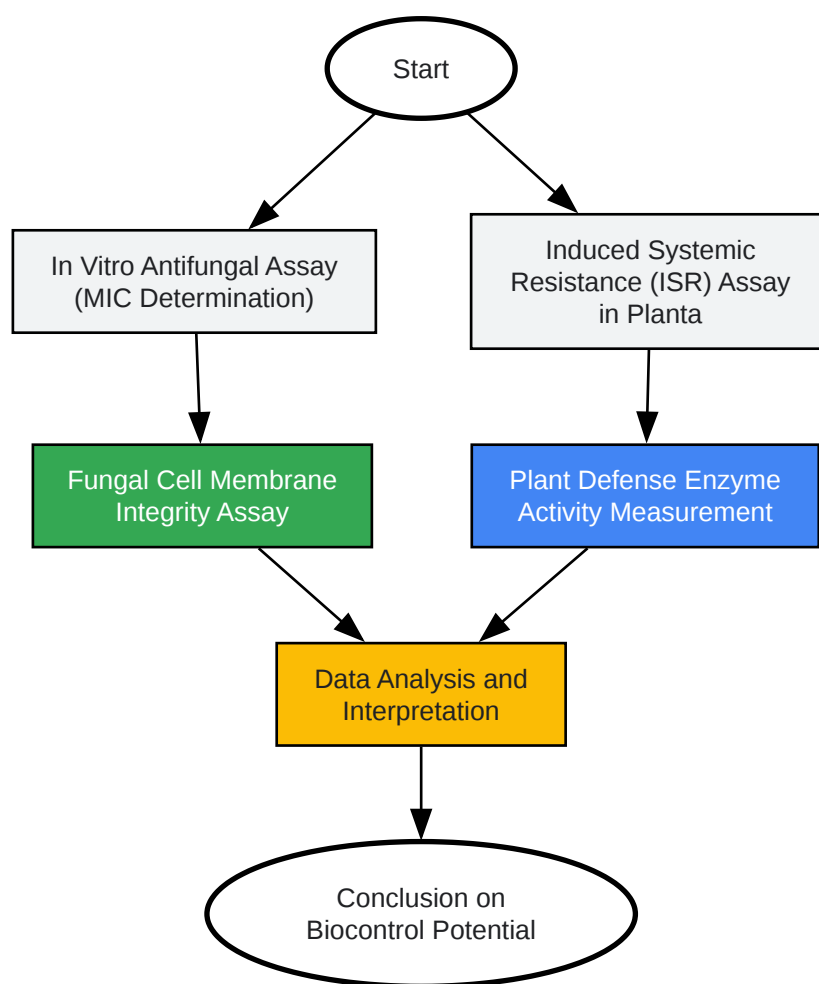 Start
In Vitro Antifungal Assay
(MIC Determination)
Induced Systemic
Resistance (ISR) Assay
in Planta
Fungal Cell Membrane
Integrity Assay
Plant Defense Enzyme
Activity Measurement
Data Analysis and
Interpretation
Conclusion on
Biocontrol Potential